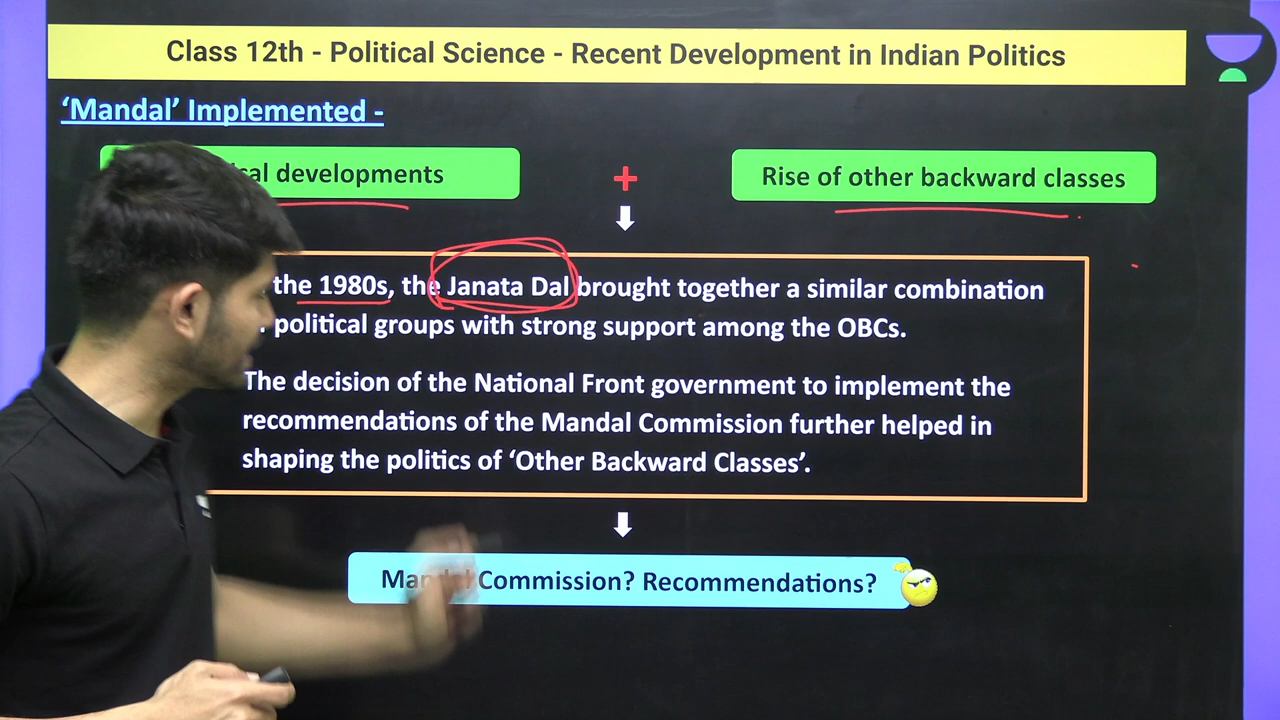 Class 12th - Political Science - Recent Development in Indian Politics
‘Mandal’ Implemented -
developments
+
Rise of other backward classes
the 1980s, the Janata Dal brought together a similar combination
political groups with strong support among the OBCs.
The decision of the National Front government to implement the
recommendations of the Mandal Commission further helped in
shaping the politics of ‘Other Backward Classes’.
Mandal Commission? Recommendations?